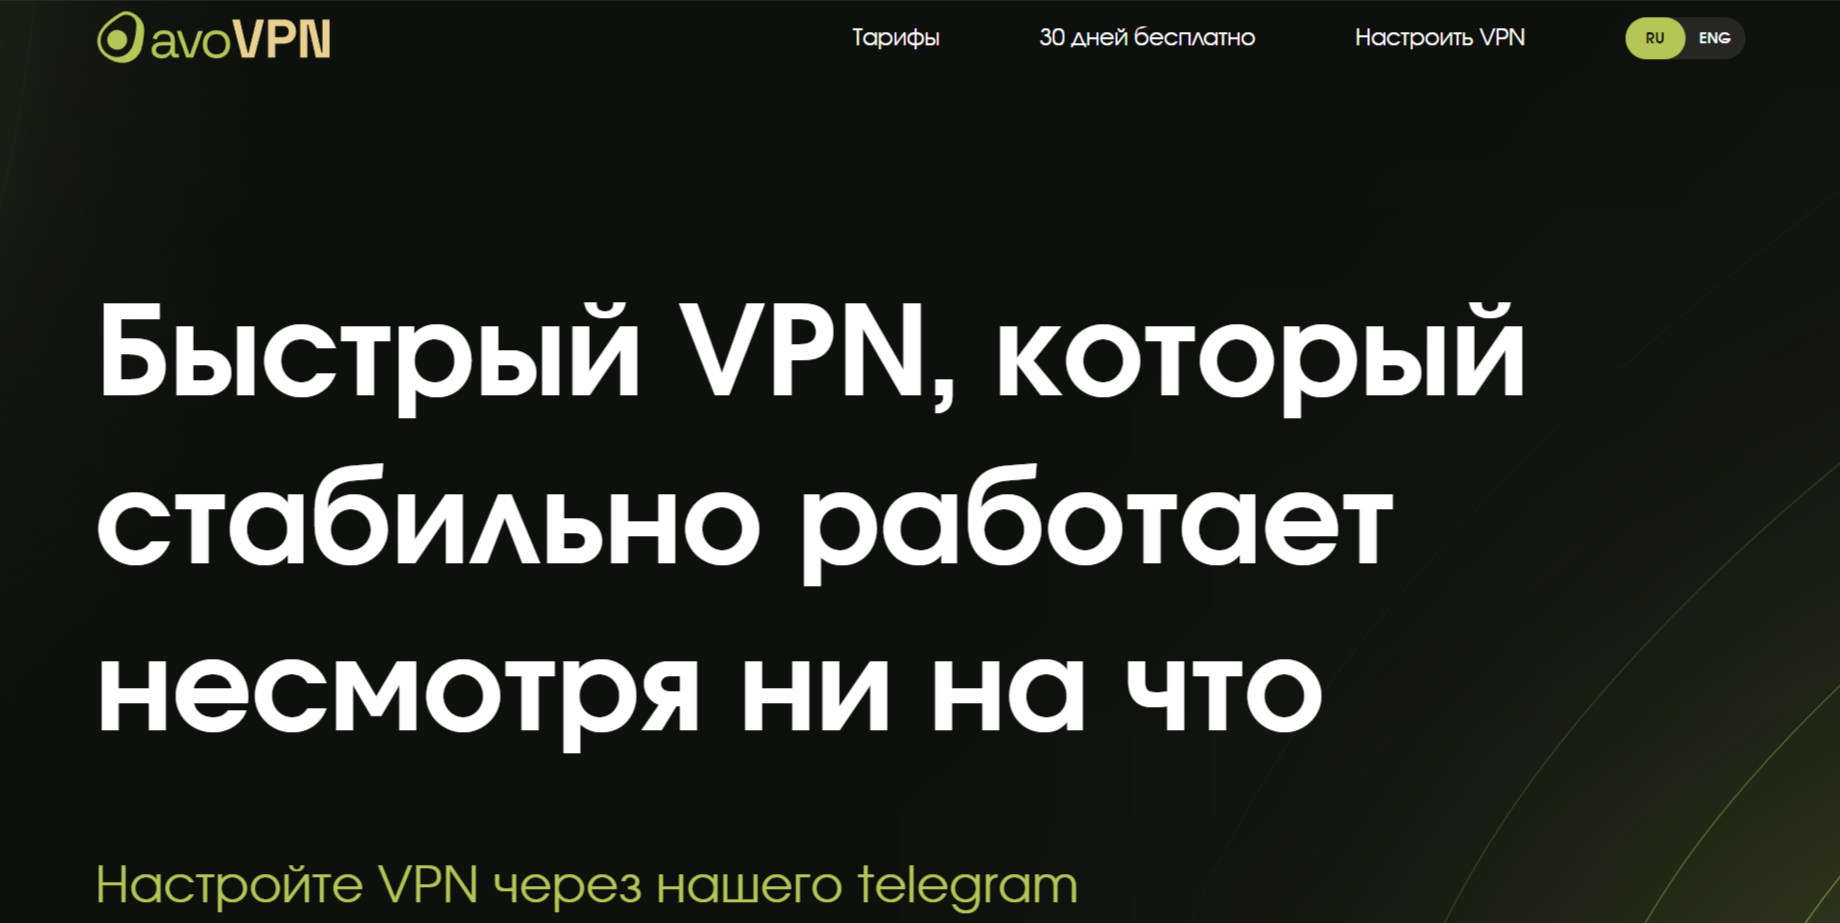 avoVPN
Тарифы
30 дней бесплатно
Настроить VPN
RU
ENG
Быстрый VPN, который
стабильно работает
несмотря ни на что
Настройте VPN через нашего telegram